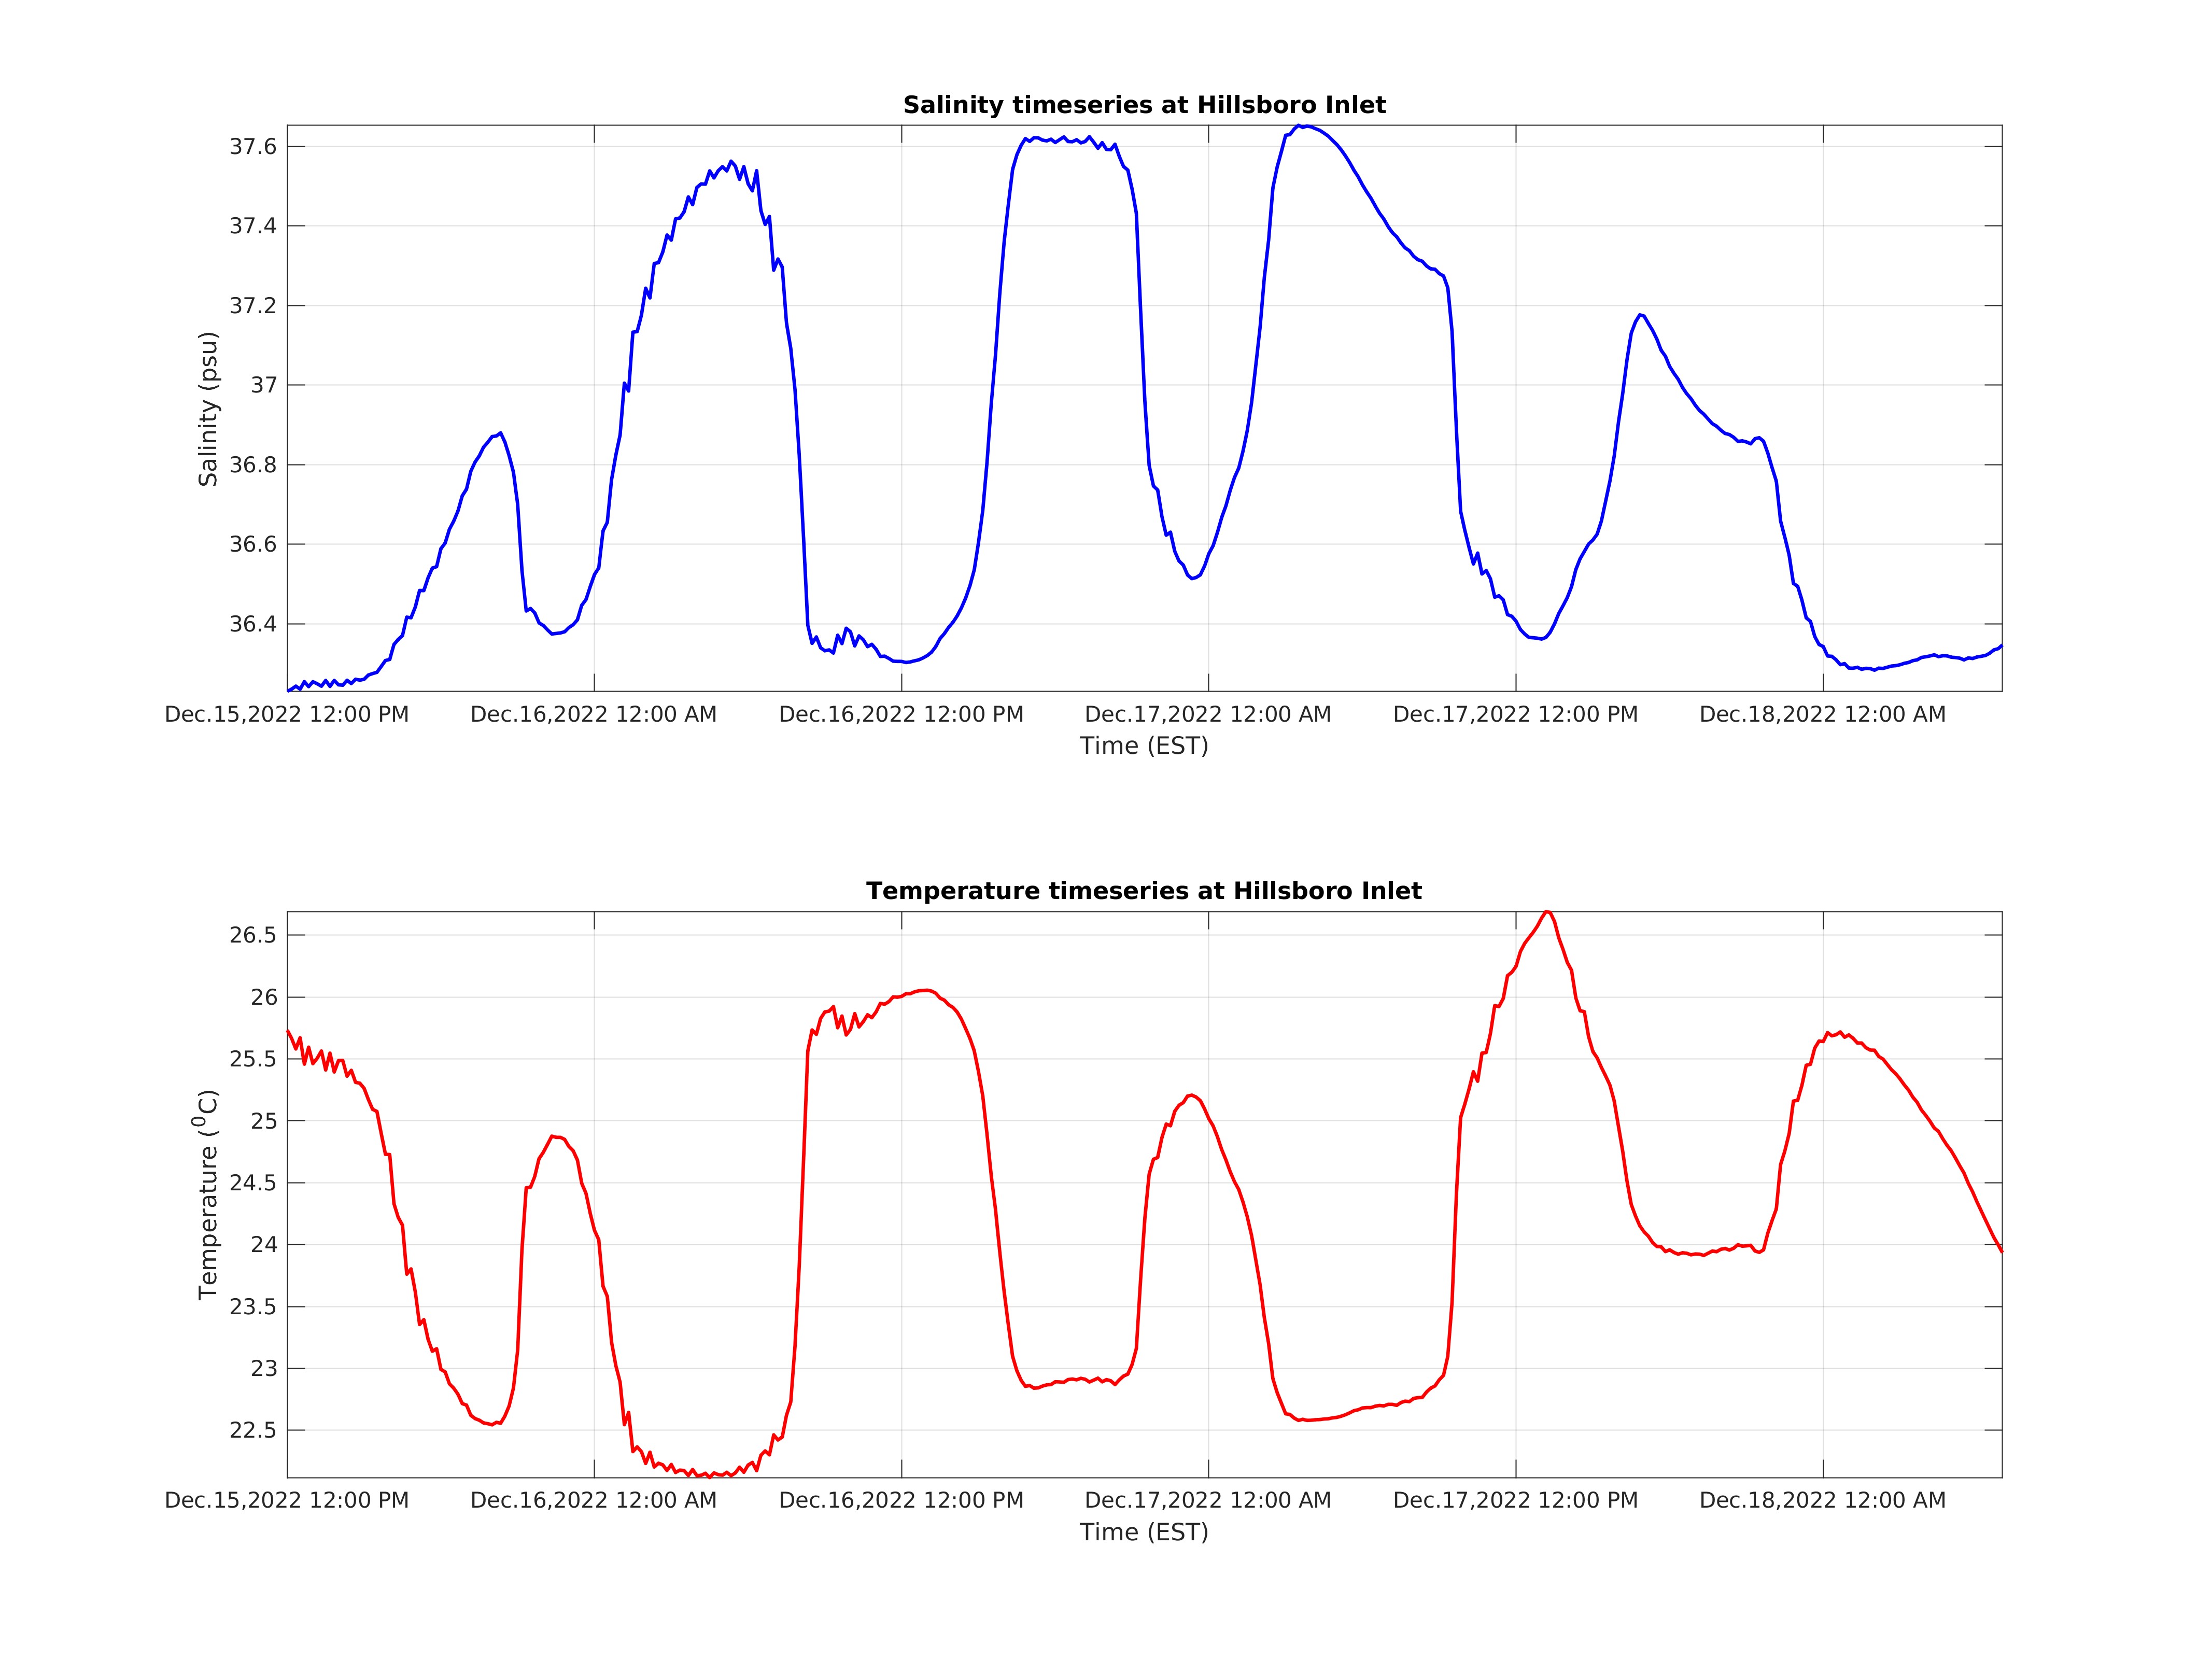 Salinity timeseries at Hillsboro Inlet
37.6
37.4
37.2
37
36.8
36.6
36.4
Salinity (psu)
Dec.15,2022 12:00 PM Dec.16,2022 12:00 AM Dec.16,2022 12:00 PM Dec.17,2022 12:00 AM Dec.17,2022 12:00 PM Dec.18,2022 12:00 AM
Time (EST)
Temperature timeseries at Hillsboro Inlet
26.5
26
25.5
25
24.5
24
23.5
23
22.5
Temperature (⁰C)
Dec.15,2022 12:00 PM Dec.16,2022 12:00 AM Dec.16,2022 12:00 PM Dec.17,2022 12:00 AM Dec.17,2022 12:00 PM Dec.18,2022 12:00 AM
Time (EST)